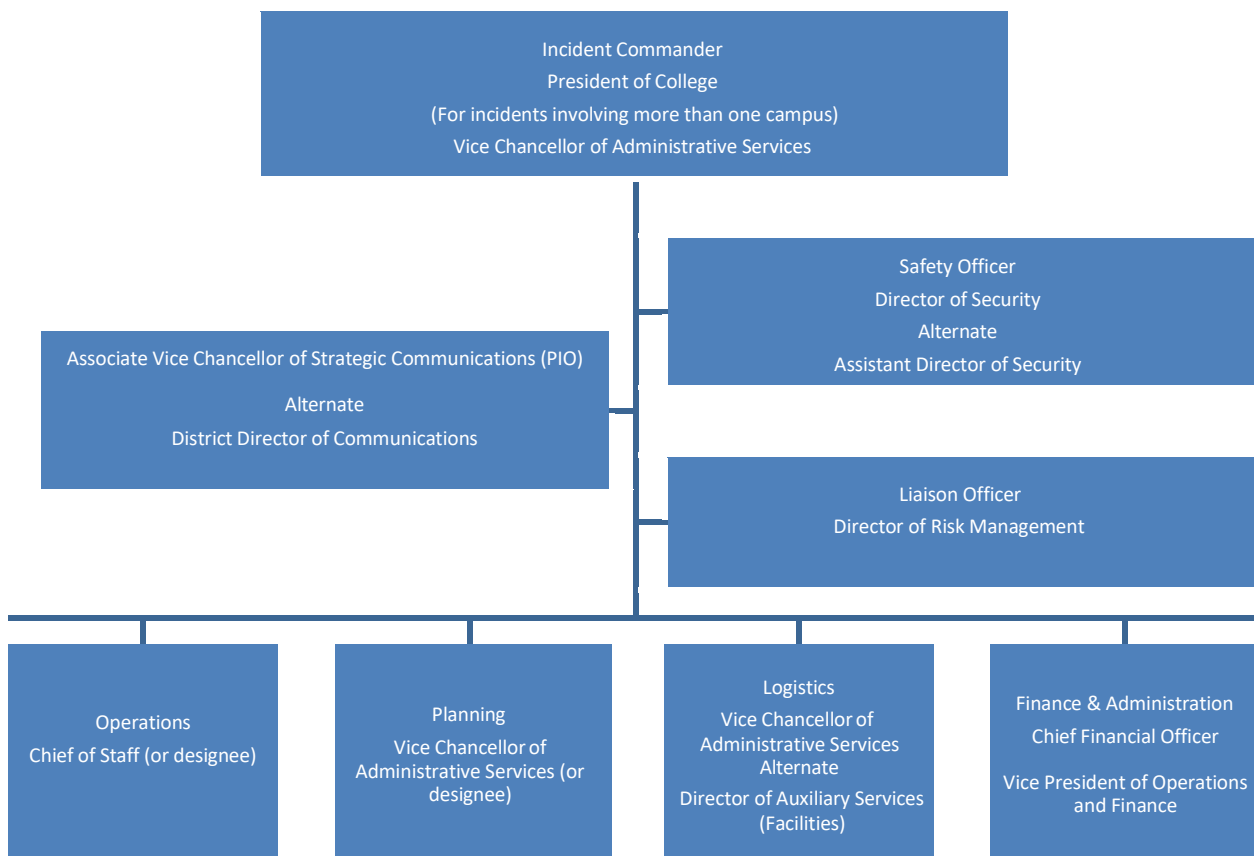 Incident Commander
President of College
(For incidents involving more than one campus)
Vice Chancellor of Administrative Services
Safety Officer
Director of Security
Alternate
Assistant Director of Security
Associate Vice Chancellor of Strategic Communications (PIO)
Alternate
District Director of Communications
Liaison Officer
Director of Risk Management
Operations
Chief of Staff (or designee)
Planning
Vice Chancellor of
Administrative Services (or
designee)
Logistics
Vice Chancellor of
Administrative Services
Alternate
Director of Auxiliary Services
(Facilities)
Finance & Administration
Chief Financial Officer
Vice President of Operations
and Finance